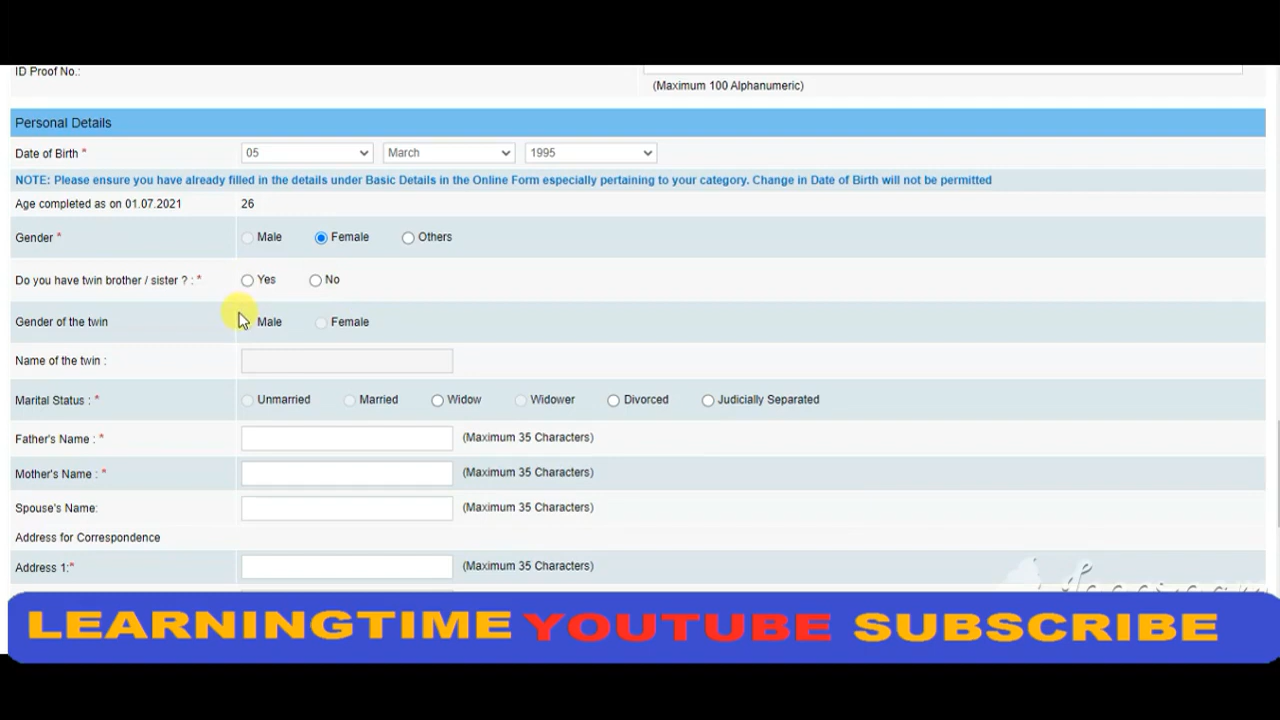 ID Proof No.:
(Maximum 100 Alphanumeric)
Personal Details
Date of Birth * 05 March 1995
NOTE: Please ensure you have already filled in the details under Basic Details in the Online Form especially pertaining to your category. Change in Date of Birth will not be permitted
Age completed as on 01.07.2021 26
Gender * Male Female Others
Do you have twin brother / sister ? : * Yes No
Gender of the twin Male Female
Name of the twin :
Marital Status : * Unmarried Married Widow Widower Divorced Judicially Separated
Father's Name : * (Maximum 35 Characters)
Mother's Name : * (Maximum 35 Characters)
Spouse's Name: (Maximum 35 Characters)
Address for Correspondence
Address 1:* (Maximum 35 Characters)
LEARNINGTIME YOUTUBE SUBSCRIBE